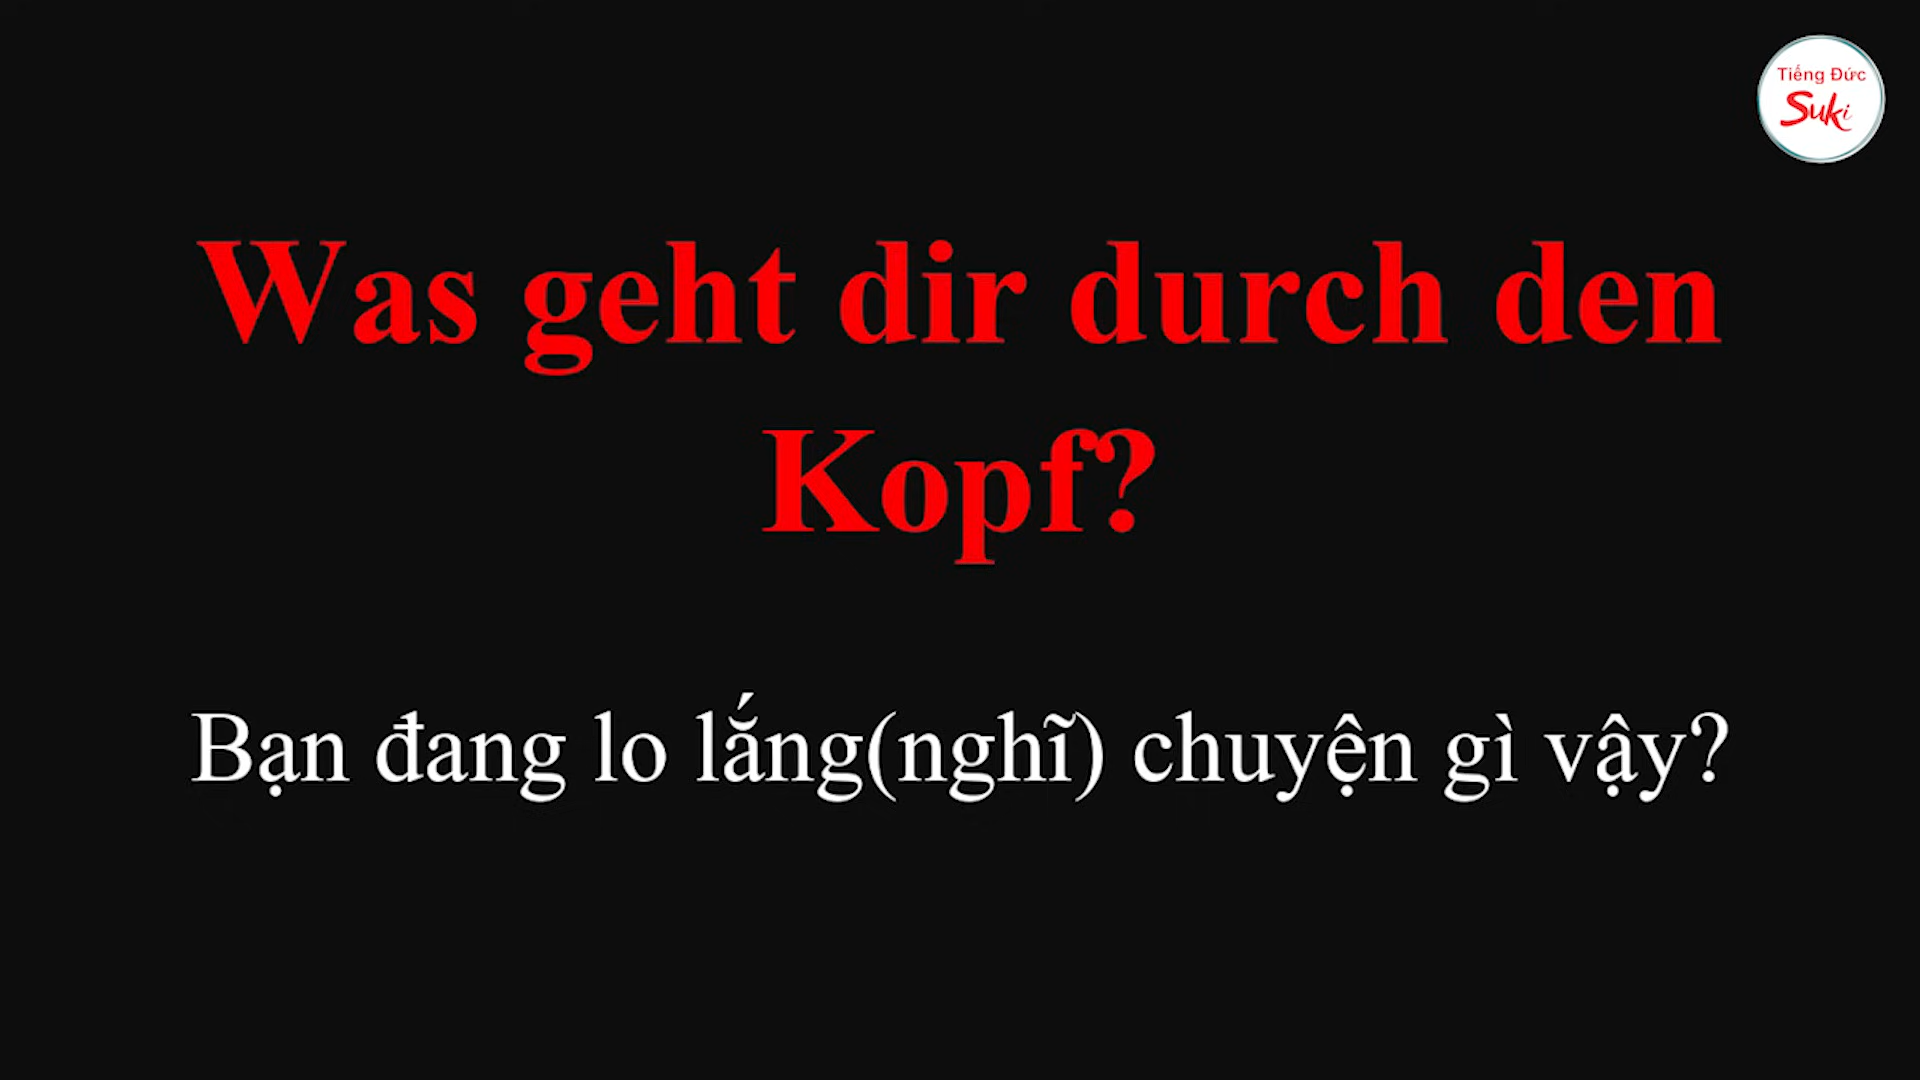 Tiếng Đức
Suki
Was geht dir durch den
Kopf?
Bạn đang lo lắng(nghĩ) chuyện gì vậy?